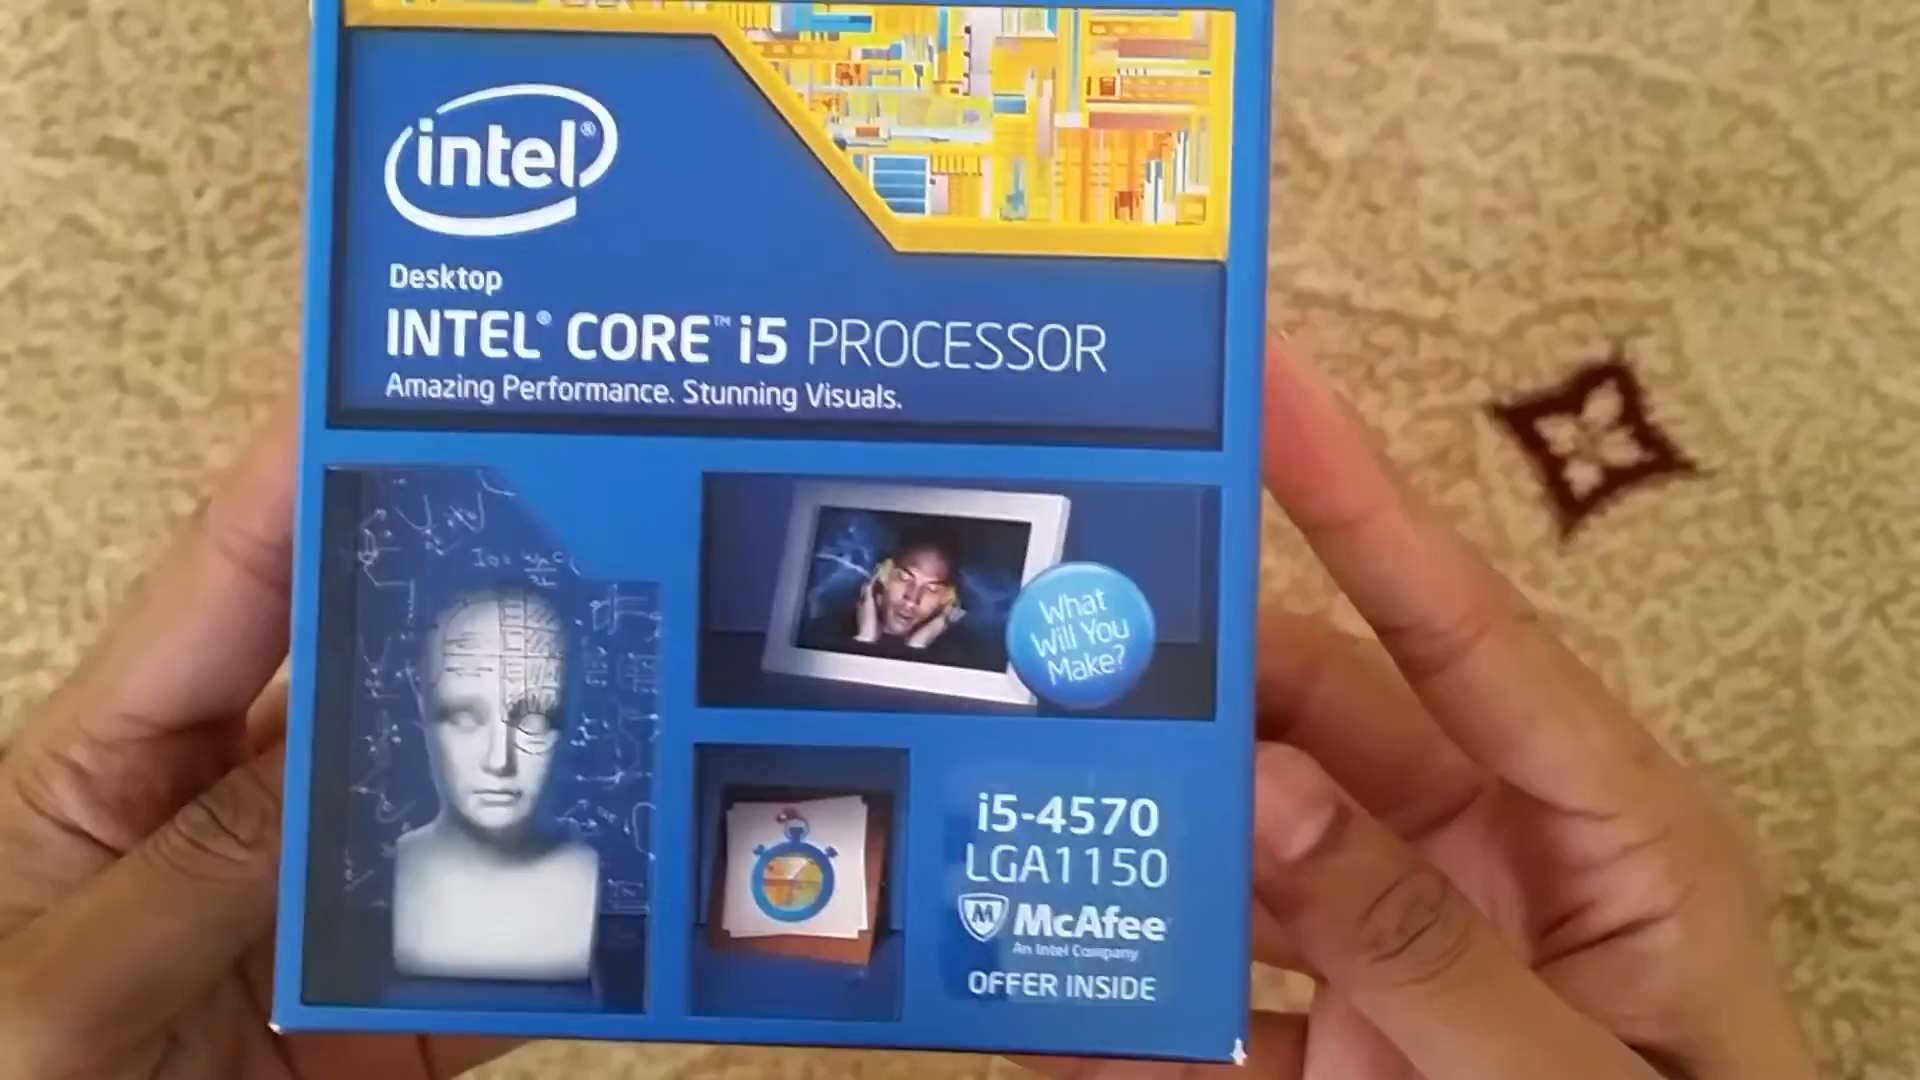 intel®
Desktop
INTEL® CORE™ i5 PROCESSOR
Amazing Performance. Stunning Visuals.
What
Will You
Make?
i5-4570
LGA1150
McAfee
An Intel Company
OFFER INSIDE